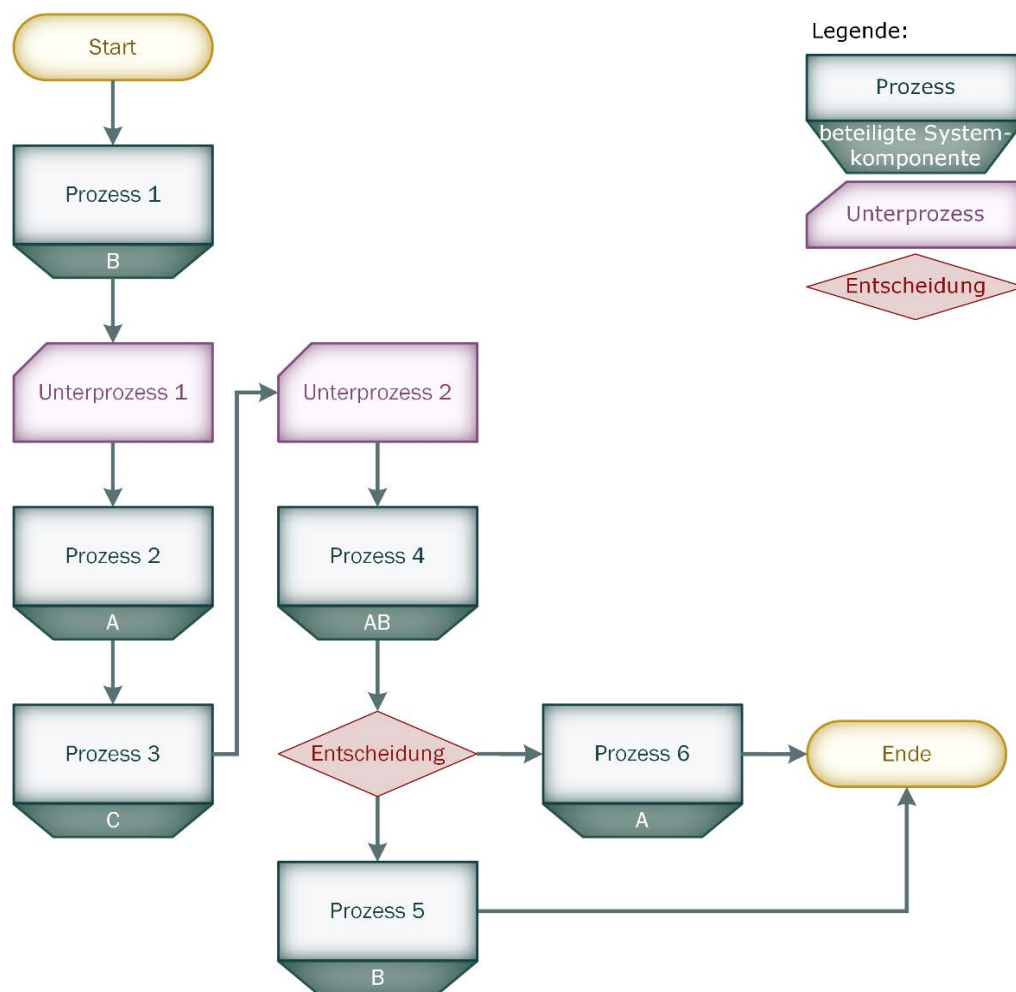 Start
Prozess 1
B
Unterprozess 1
Prozess 2
A
Prozess 3
C
Unterprozess 2
Prozess 4
AB
Entscheidung
Prozess 5
B
Prozess 6
A
Ende
Legende:
Prozess
beteiligte System-
komponente
Unterprozess
Entscheidung